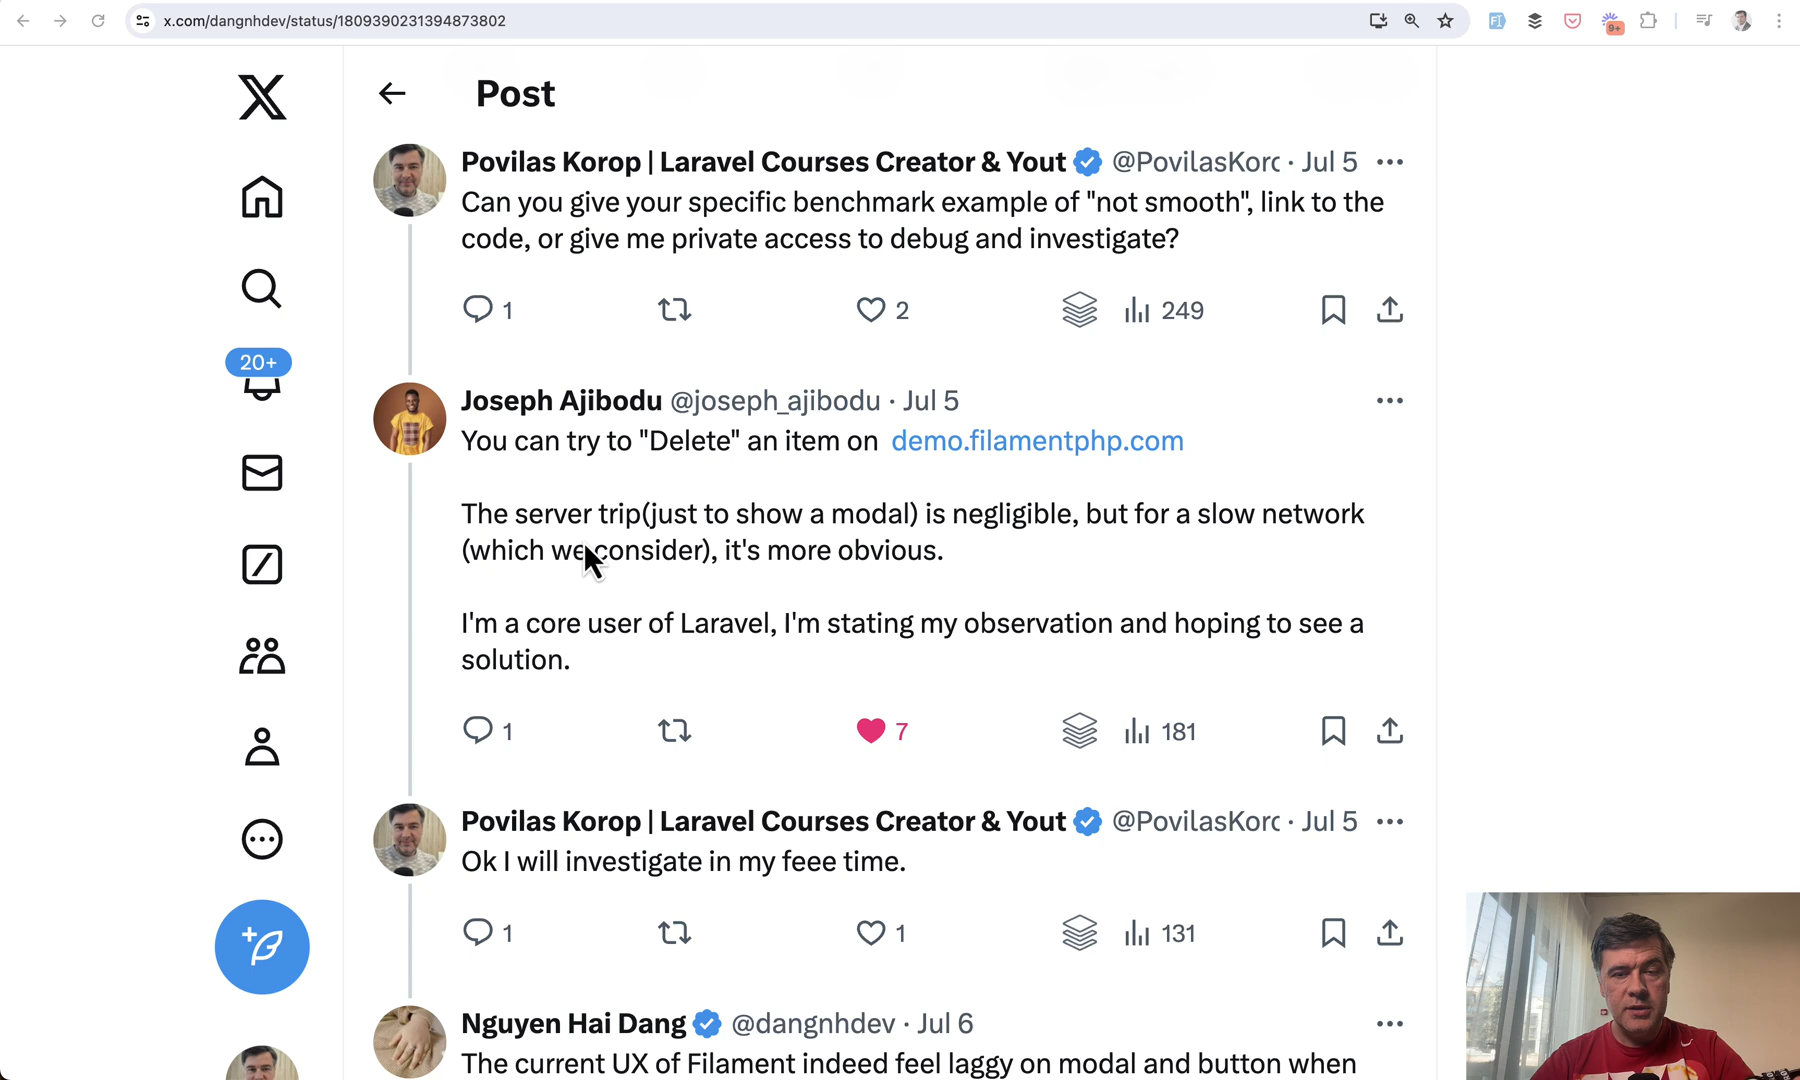 x.com/dangnhdev/status/1809390231394873802
9+
Post
Povilas Korop | Laravel Courses Creator & Yout @PovilasKorc · Jul 5
Can you give your specific benchmark example of "not smooth", link to the
code, or give me private access to debug and investigate?
1 2 249
20+
Joseph Ajibodu @joseph_ajibodu · Jul 5
You can try to "Delete" an item on demo.filamentphp.com
The server trip(just to show a modal) is negligible, but for a slow network
(which we consider), it's more obvious.
I'm a core user of Laravel, I'm stating my observation and hoping to see a
solution.
1 7 181
Povilas Korop | Laravel Courses Creator & Yout @PovilasKorc · Jul 5
Ok I will investigate in my feee time.
1 1 131
Nguyen Hai Dang @dangnhdev · Jul 6
The current UX of Filament indeed feel laggy on modal and button when